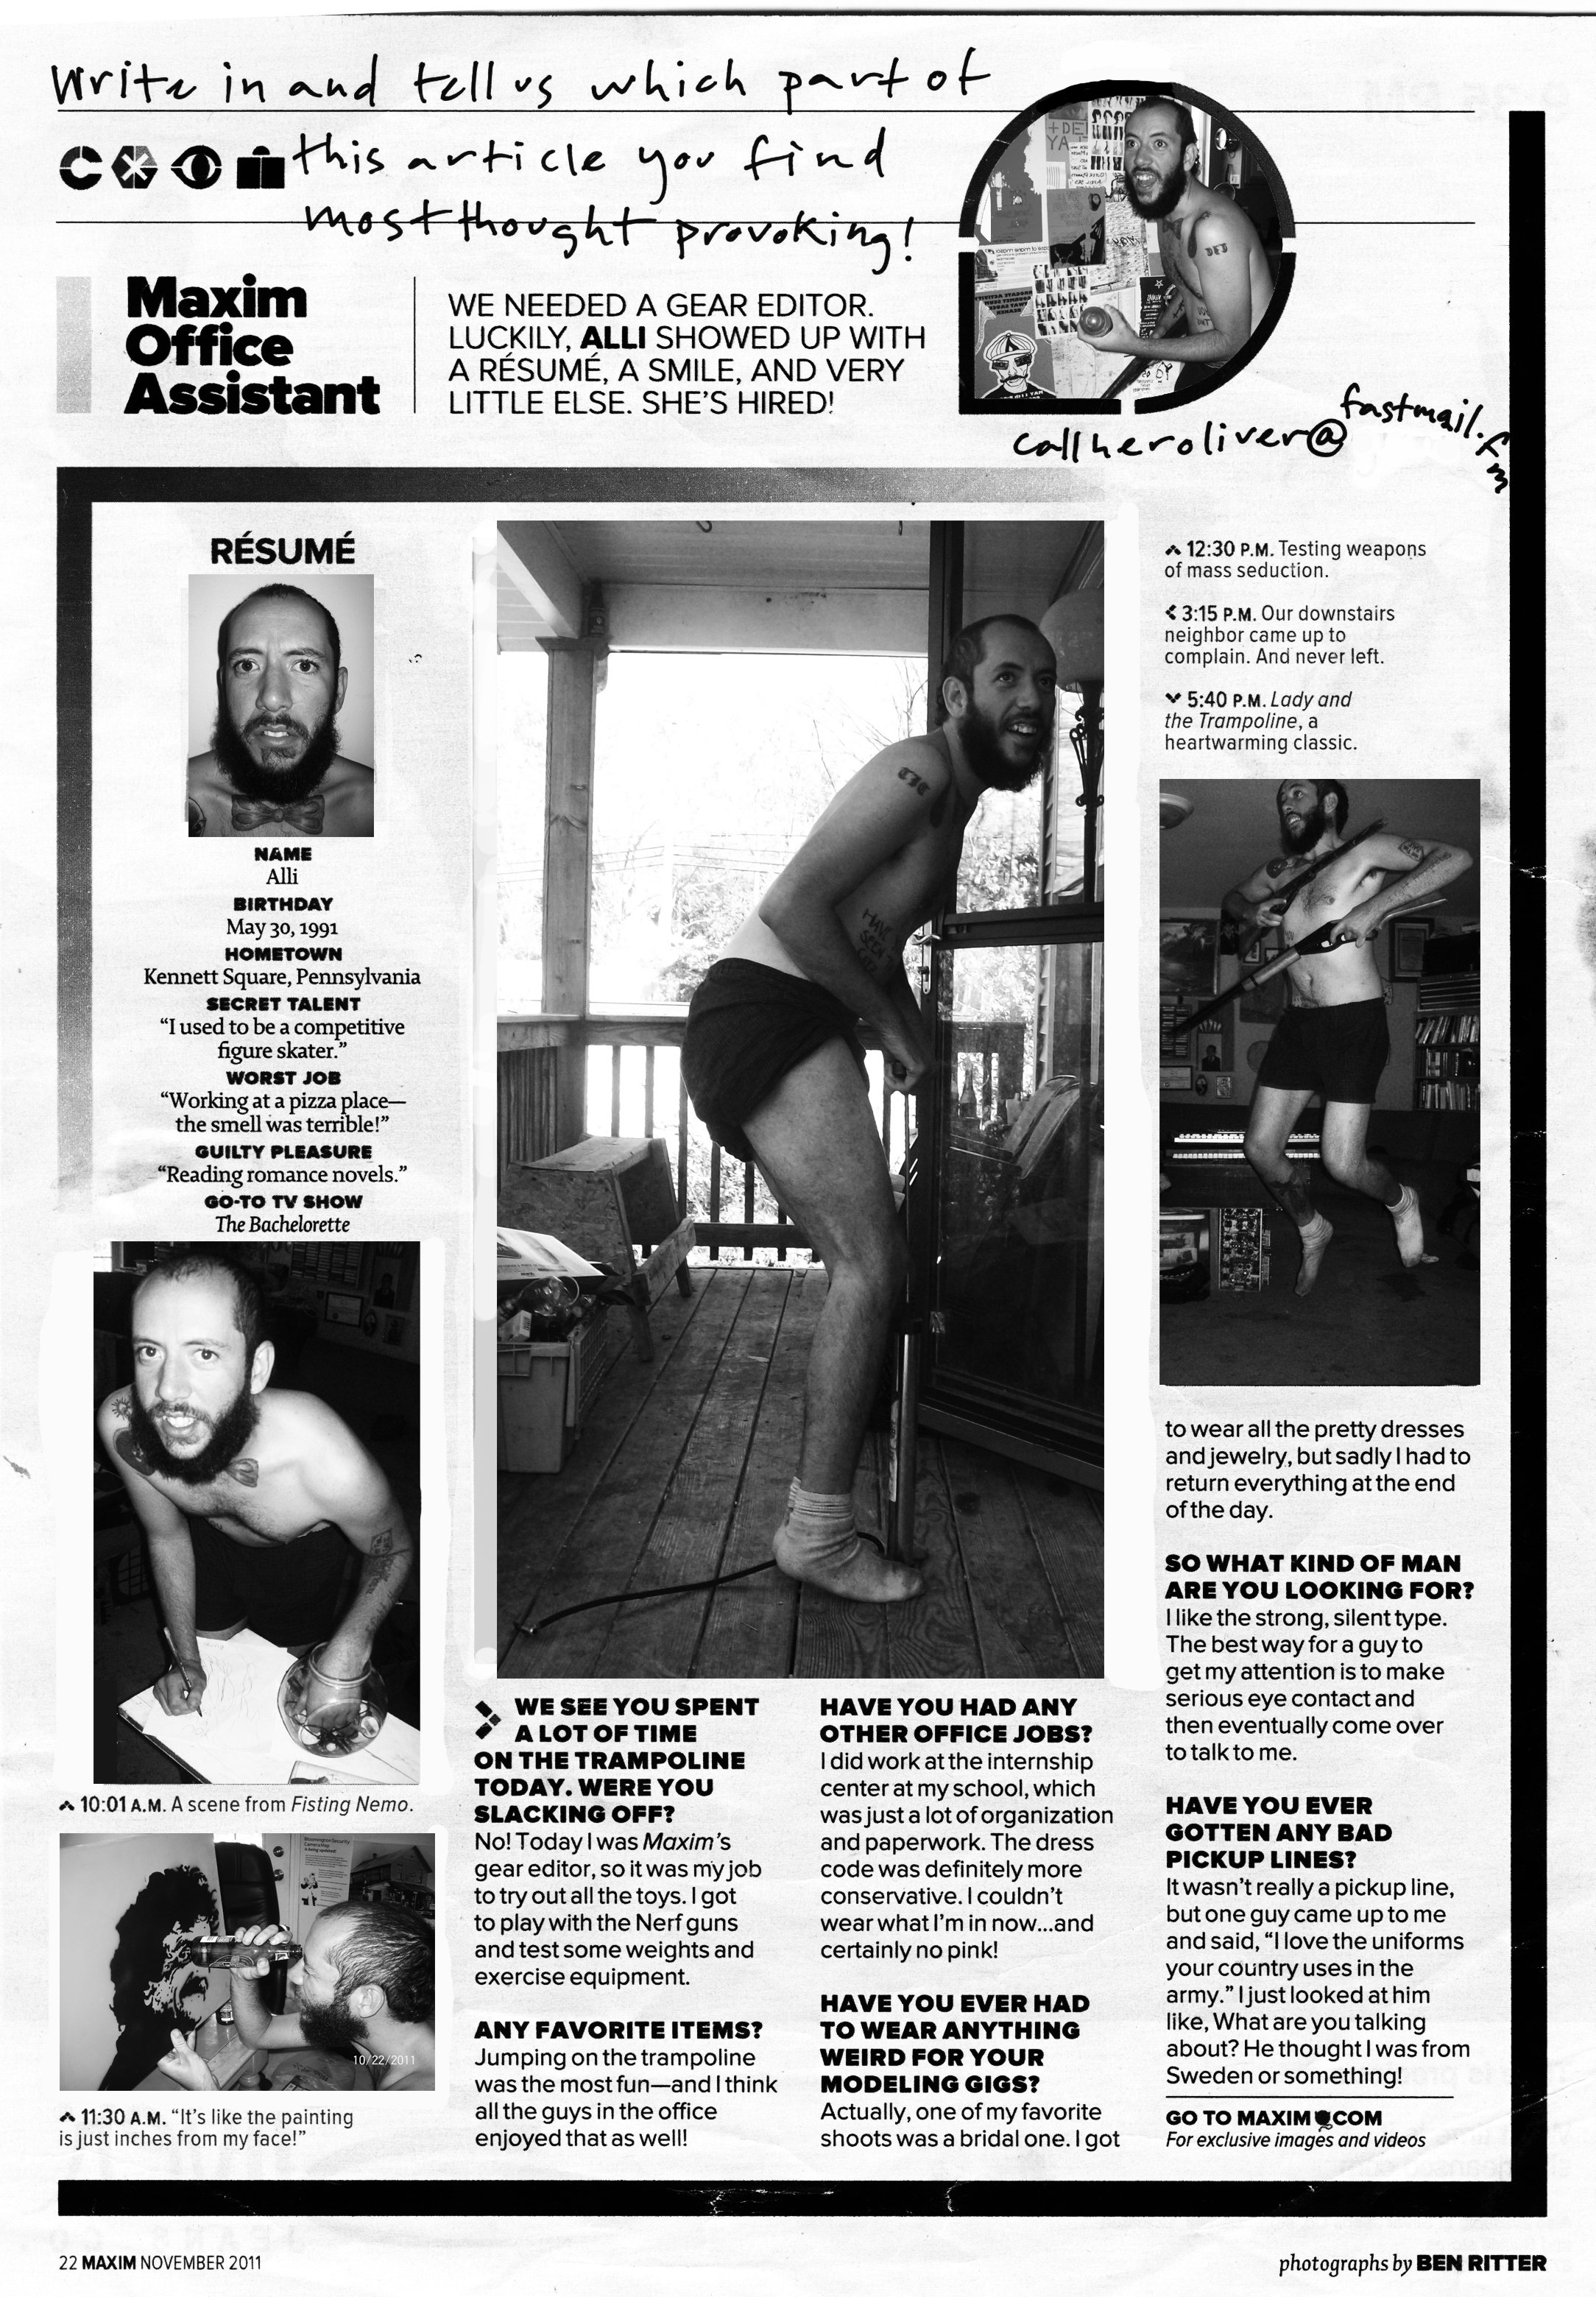 Write in and tell us which part of
this article you find
most thought provoking!
Maxim
Office
Assistant
WE NEEDED A GEAR EDITOR.
LUCKILY, ALLI SHOWED UP WITH
A RÉSUMÉ, A SMILE, AND VERY
LITTLE ELSE. SHE'S HIRED!
callheroliver@fastmail.fm
RÉSUMÉ
NAME
Alli
BIRTHDAY
May 30, 1991
HOMETOWN
Kennett Square, Pennsylvania
SECRET TALENT
“I used to be a competitive
figure skater.”
WORST JOB
“Working at a pizza place—
the smell was terrible!”
GUILTY PLEASURE
“Reading romance novels.”
GO-TO TV SHOW
The Bachelorette
10:01 A.M. A scene from Fisting Nemo.
10/22/2011
11:30 A.M. “It's like the painting
is just inches from my face!”
HAVE
SEEN
WE SEE YOU SPENT
A LOT OF TIME
ON THE TRAMPOLINE
TODAY. WERE YOU
SLACKING OFF?
No! Today I was Maxim's
gear editor, so it was my job
to try out all the toys. I got
to play with the Nerf guns
and test some weights and
exercise equipment.
ANY FAVORITE ITEMS?
Jumping on the trampoline
was the most fun—and I think
all the guys in the office
enjoyed that as well!
HAVE YOU HAD ANY
OTHER OFFICE JOBS?
I did work at the internship
center at my school, which
was just a lot of organization
and paperwork. The dress
code was definitely more
conservative. I couldn't
wear what I'm in now...and
certainly no pink!
HAVE YOU EVER HAD
TO WEAR ANYTHING
WEIRD FOR YOUR
MODELING GIGS?
Actually, one of my favorite
shoots was a bridal one. I got
12:30 P.M. Testing weapons
of mass seduction.
3:15 P.M. Our downstairs
neighbor came up to
complain. And never left.
5:40 P.M. Lady and
the Trampoline, a
heartwarming classic.
to wear all the pretty dresses
and jewelry, but sadly I had to
return everything at the end
of the day.
SO WHAT KIND OF MAN
ARE YOU LOOKING FOR?
I like the strong, silent type.
The best way for a guy to
get my attention is to make
serious eye contact and
then eventually come over
to talk to me.
HAVE YOU EVER
GOTTEN ANY BAD
PICKUP LINES?
It wasn't really a pickup line,
but one guy came up to me
and said, “I love the uniforms
your country uses in the
army.” I just looked at him
like, What are you talking
about? He thought I was from
Sweden or something!
GO TO MAXIM COM
For exclusive images and videos
22 MAXIM NOVEMBER 2011
photographs by BEN RITTER